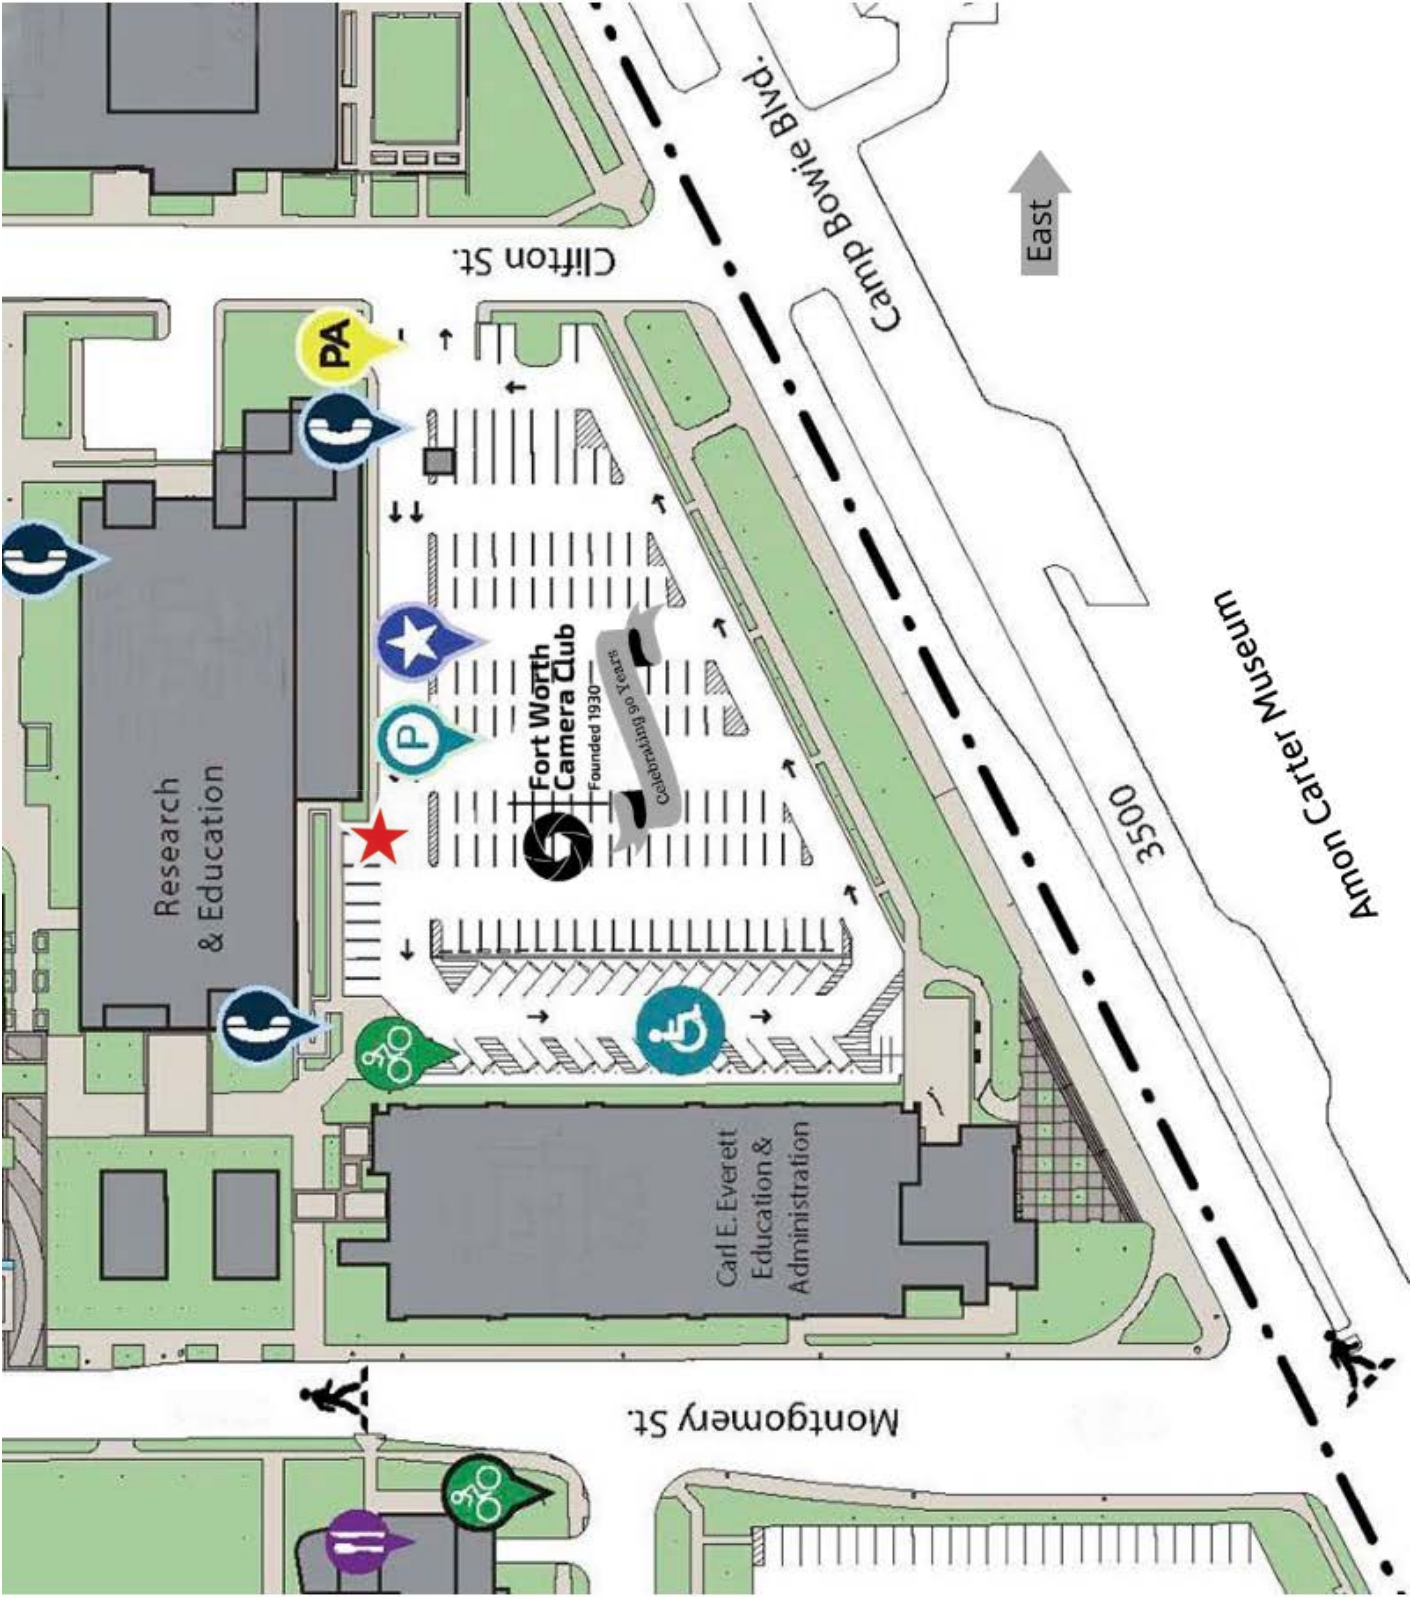 Camp Bowie Blvd.
East
Clifton St.
PA
Fort Worth
Camera Club
Founded 1930
Celebrating 90 Years
P
Research
& Education
Amon Carter Museum
3500
Carl E. Everett
Education &
Administration
Montgomery St.